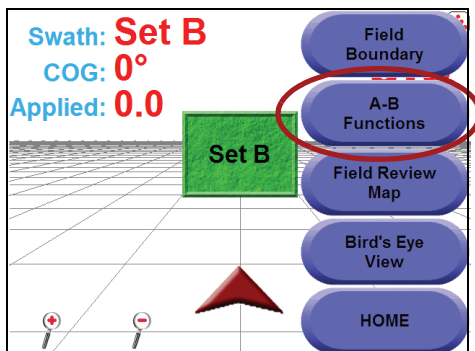 Swath: Set B
COG: 0°
Applied: 0.0
Set B
Field
Boundary
A-B
Functions
Field Review
Map
Bird's Eye
View
HOME